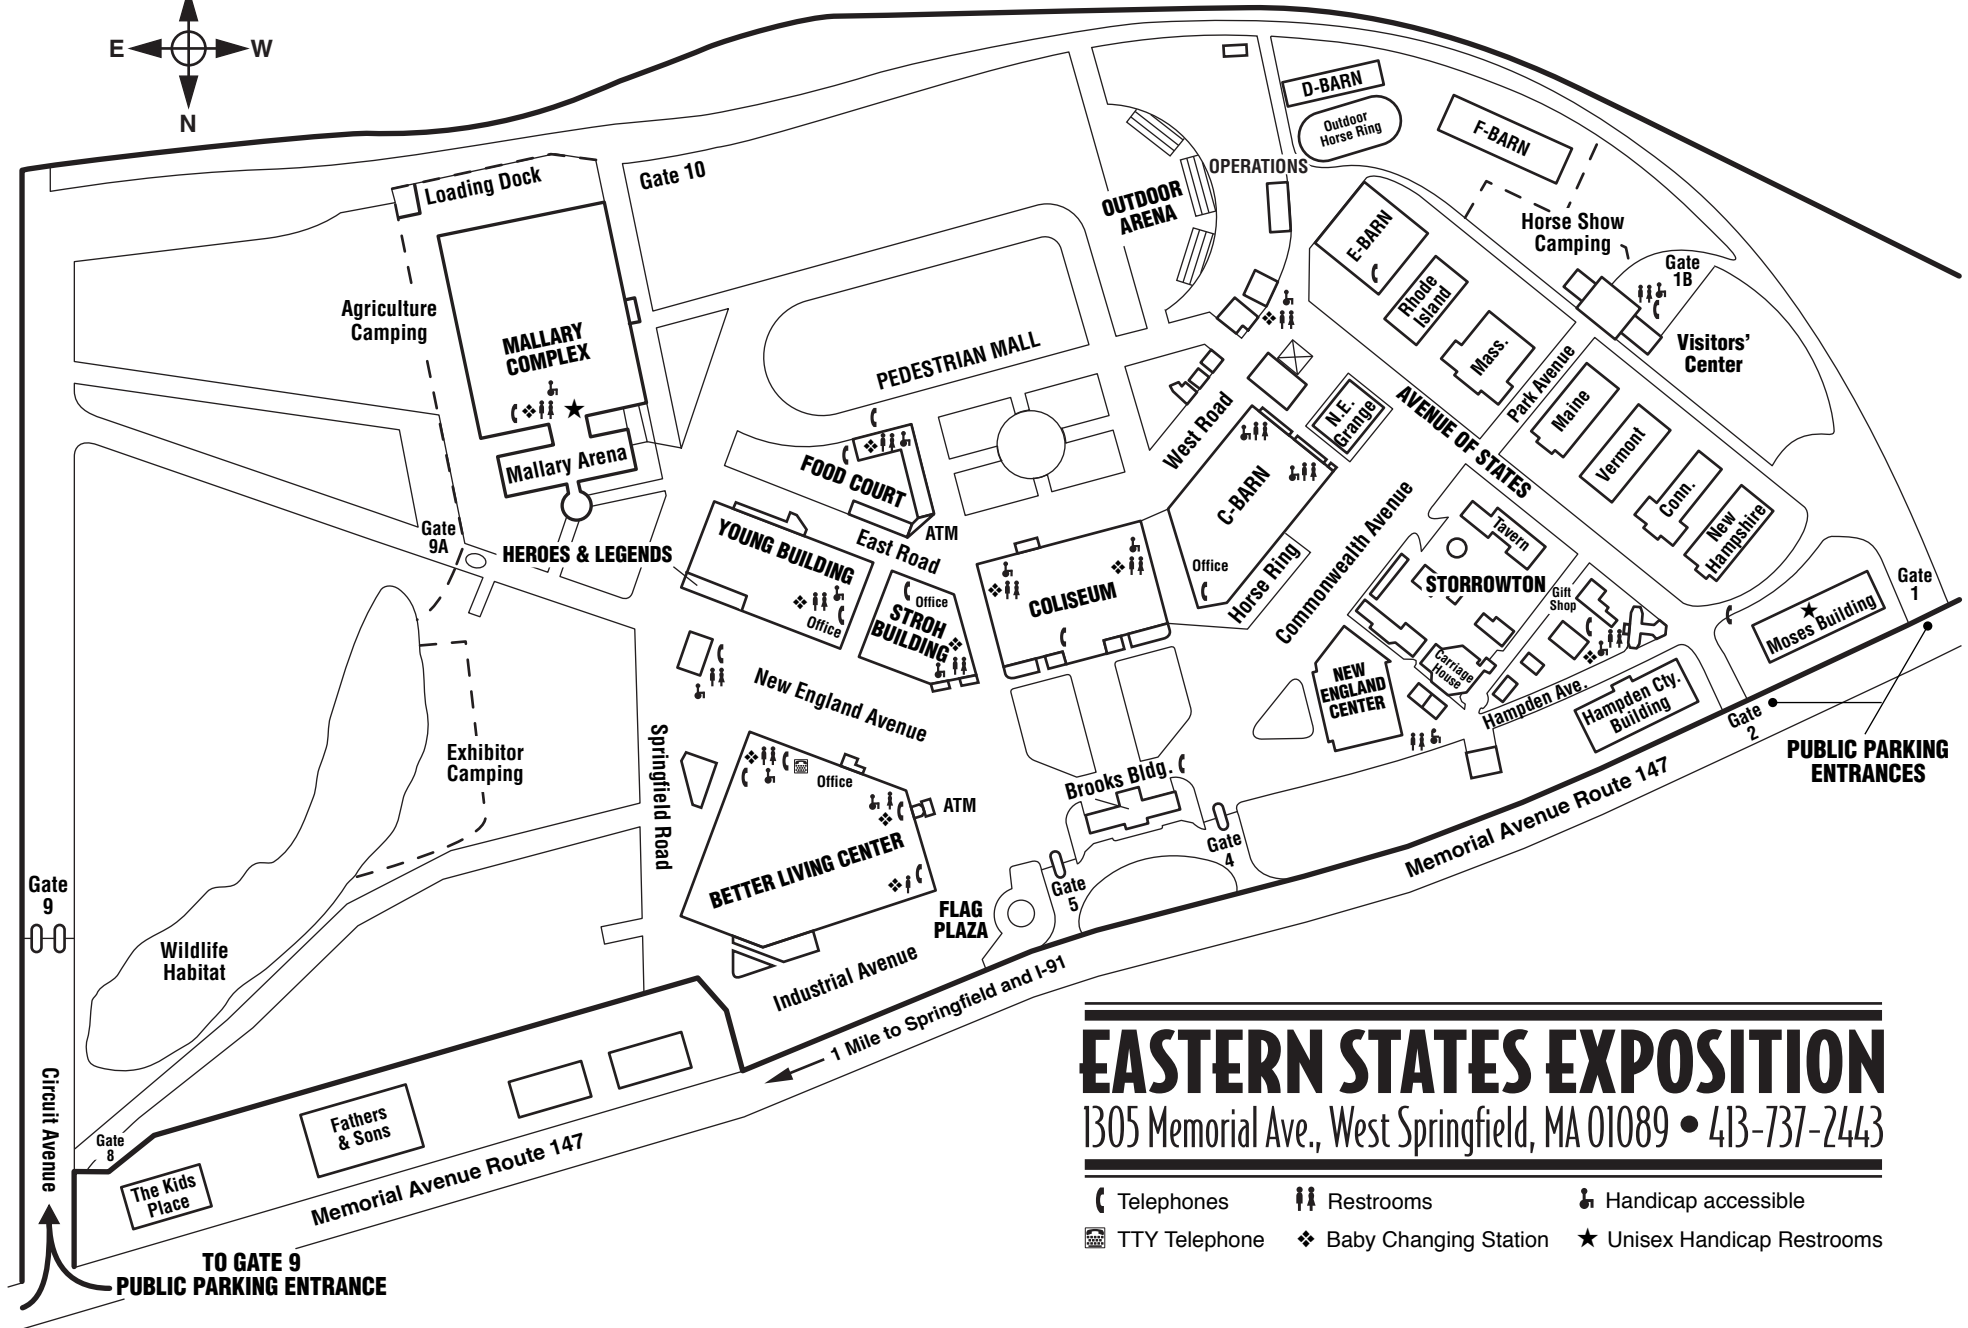 E
W
N
Loading Dock
Gate 10
Agriculture
Camping
MALLARY
COMPLEX
Mallary Arena
Gate
9A
HEROES & LEGENDS
PEDESTRIAN MALL
FOOD COURT
ATM
East Road
YOUNG BUILDING
Office
Office
STROH
BUILDING
New England Avenue
COLISEUM
OUTDOOR
ARENA
OPERATIONS
D-BARN
Outdoor
Horse Ring
F-BARN
Horse Show
Camping
Gate
1B
Visitors'
Center
E-BARN
Rhode
Island
Mass.
Park Avenue
Maine
Vermont
Conn.
New
Hampshire
AVENUE OF STATES
N.E.
Grange
West Road
C-BARN
Office
Horse Ring
Commonwealth Avenue
Tavern
STORROWTON
Gift
Shop
Carriage
House
NEW
ENGLAND
CENTER
Hampden Ave.
Hampden Cty.
Building
Moses Building
Gate
1
Gate
2
PUBLIC PARKING
ENTRANCES
Memorial Avenue Route 147
Brooks Bldg.
Gate
4
Gate
5
FLAG
PLAZA
Springfield Road
Office
ATM
BETTER LIVING CENTER
Industrial Avenue
1 Mile to Springfield and I-91
Exhibitor
Camping
Wildlife
Habitat
Gate
9
Circuit Avenue
Gate
8
Fathers
& Sons
The Kids
Place
Memorial Avenue Route 147
TO GATE 9
PUBLIC PARKING ENTRANCE
EASTERN STATES EXPOSITION
1305 Memorial Ave., West Springfield, MA 01089 • 413-737-2443
Telephones
Restrooms
Handicap accessible
TTY Telephone
Baby Changing Station
Unisex Handicap Restrooms